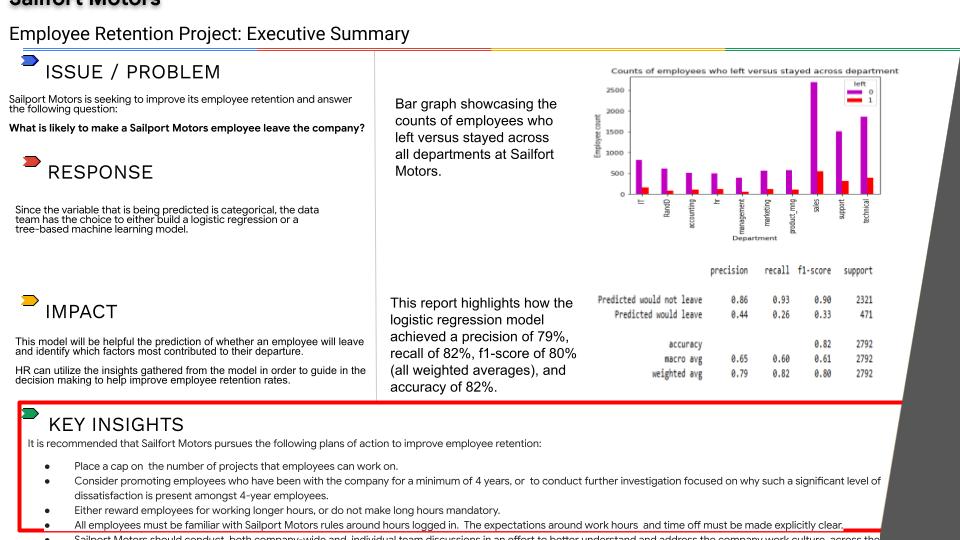 Sailfort Motors
Employee Retention Project: Executive Summary
ISSUE / PROBLEM
Sailport Motors is seeking to improve its employee retention and answer
the following question:
What is likely to make a Sailport Motors employee leave the company?
RESPONSE
Since the variable that is being predicted is categorical, the data
team has the choice to either build a logistic regression or a
tree-based machine learning model.
IMPACT
This model will be helpful the prediction of whether an employee will leave
and identify which factors most contributed to their departure.
HR can utilize the insights gathered from the model in order to guide in the
decision making to help improve employee retention rates.
Bar graph showcasing the
counts of employees who
left versus stayed across
all departments at Sailfort
Motors.
Counts of employees who left versus stayed across department
left
0
1
Employee count
2500
2000
1500
1000
500
0
IT
RandD
accounting
hr
management
marketing
product_mng
sales
support
technical
Department
This report highlights how the
logistic regression model
achieved a precision of 79%,
recall of 82%, f1-score of 80%
(all weighted averages), and
accuracy of 82%.
precision recall f1-score support
Predicted would not leave 0.86 0.93 0.90 2321
Predicted would leave 0.44 0.26 0.33 471
accuracy 0.82 2792
macro avg 0.65 0.60 0.61 2792
weighted avg 0.79 0.82 0.80 2792
KEY INSIGHTS
It is recommended that Sailfort Motors pursues the following plans of action to improve employee retention:
● Place a cap on the number of projects that employees can work on.
● Consider promoting employees who have been with the company for a minimum of 4 years, or to conduct further investigation focused on why such a significant level of
dissatisfaction is present amongst 4-year employees.
● Either reward employees for working longer hours, or do not make long hours mandatory.
● All employees must be familiar with Sailport Motors rules around hours logged in. The expectations around work hours and time off must be made explicitly clear.
● Sailport Motors should conduct both company-wide and individual team discussions in an effort to better understand and address the company work culture, across the